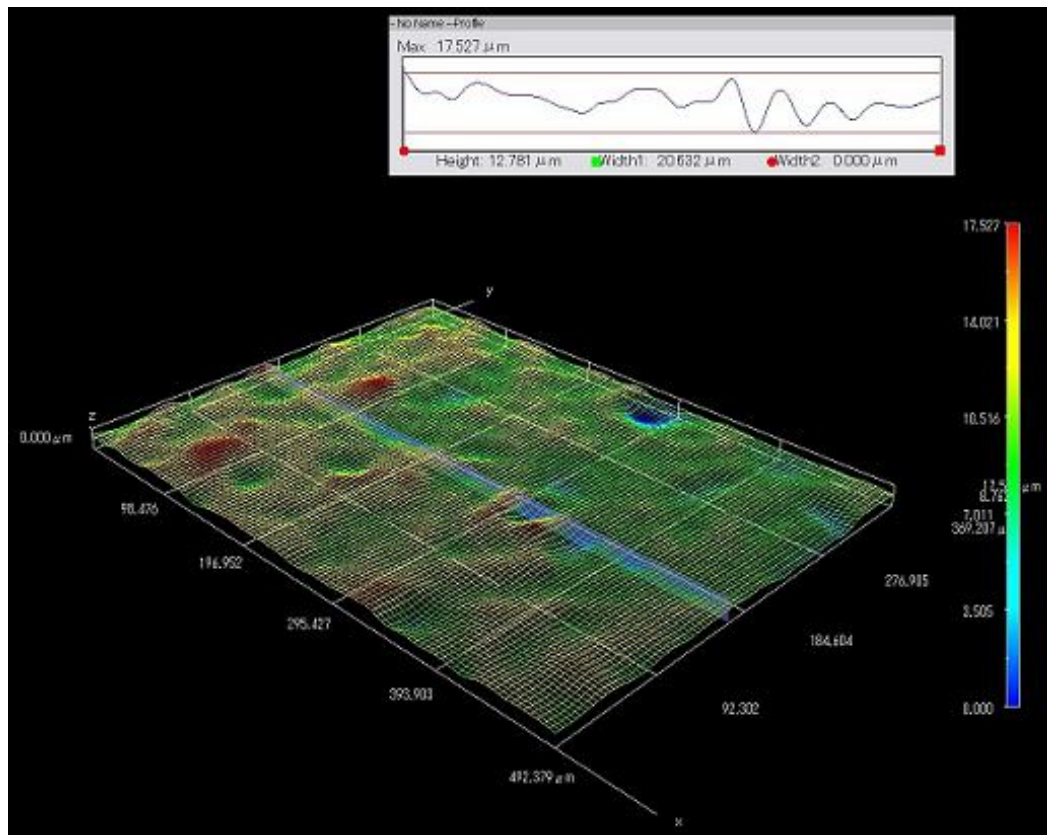 - No Name - Profile
Max 17.527 μm
Height: 12.781 μm Width1: 20.632 μm Width2: 0.000 μm
17.527
14.021
10.516
7.011
369.207 μ
3.505
0.000
y
z
0.000 μm
98.476
196.952
295.427
393.903
492.379 μm
x
92.302
184.604
276.905